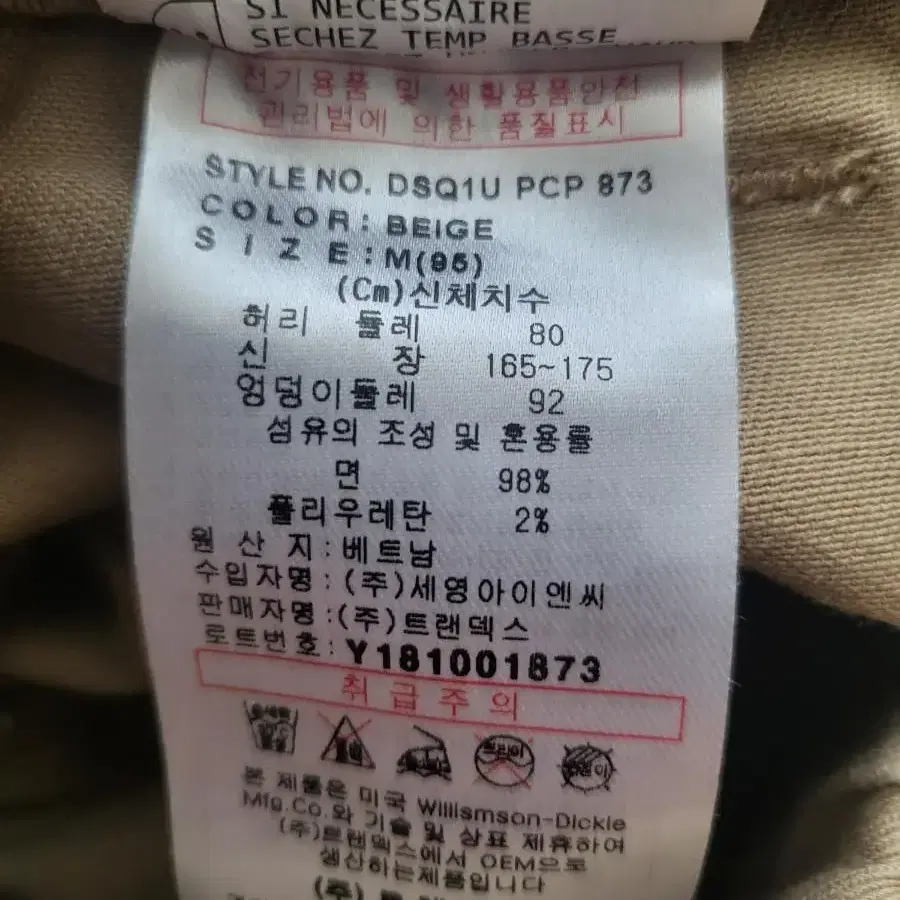 SI NECESSAIRE
SECHEZ TEMP BASSE
전기용품 및 생활용품안전
관리법에 의한 품질표시
STYLE NO. DSQ1U PCP 873
COLOR: BEIGE
SIZE: M(95)
(Cm)신체치수
허리 둘레 80
신 장 165~175
엉덩이둘레 92
섬유의 조성 및 혼용률
면 98%
폴리우레탄 2%
원 산 지: 베트남
수입자명: (주)세영아이엔씨
판매자명: (주)트랜덱스
로트번호: Y181001873
취급주의
드라이
본 제품은 미국 Willismson-Dickie
Mfg.Co.와 기술 및 상표 제휴하여
(주)트랜덱스에서 OEM으로
생산하는제품입니다
(주)